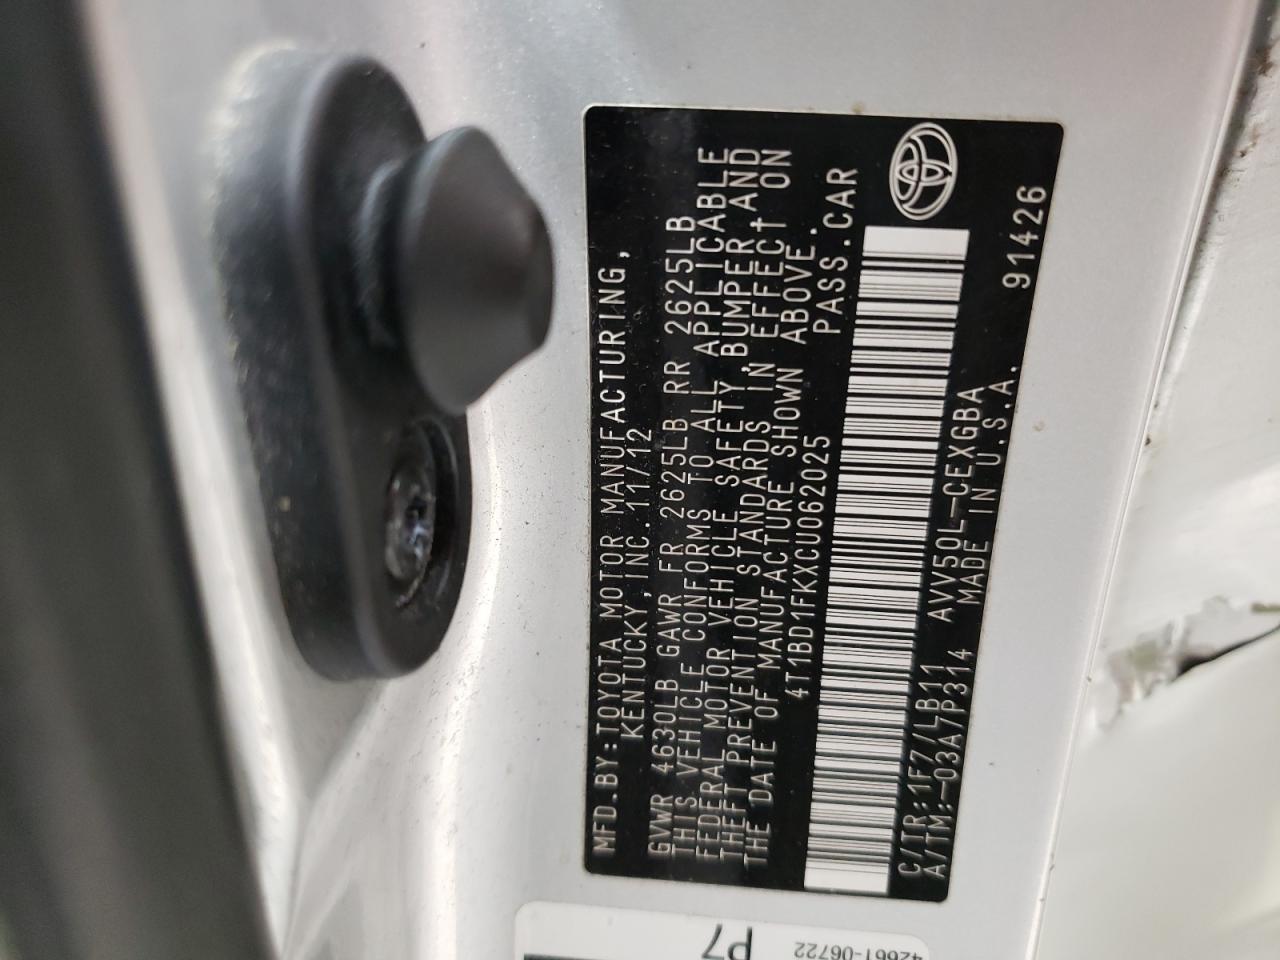 MFD.BY:TOYOTA MOTOR MANUFACTURING,
KENTUCKY,INC.11/12
GVWR 4630LB GAWR FR 2625LB RR 2625LB
THIS VEHICLE CONFORMS TO ALL APPLICABLE
FEDERAL MOTOR VEHICLE SAFETY,BUMPER AND
THEFT PREVENTION STANDARDS IN EFFECT ON
THE DATE OF MANUFACTURE SHOWN ABOVE.
4T1BD1FKXCU062025 PASS.CAR
C/TR:1F7/LB11 AVV50L-CEXGBA
A/TM:-03A7P314 MADE IN U.S.A. 91426
P7
42661-06722